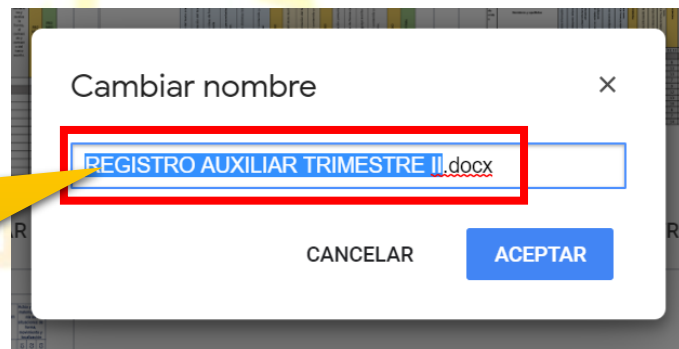 Cambiar nombre
REGISTRO AUXILIAR TRIMESTRE II.docx
CANCELAR
ACEPTAR